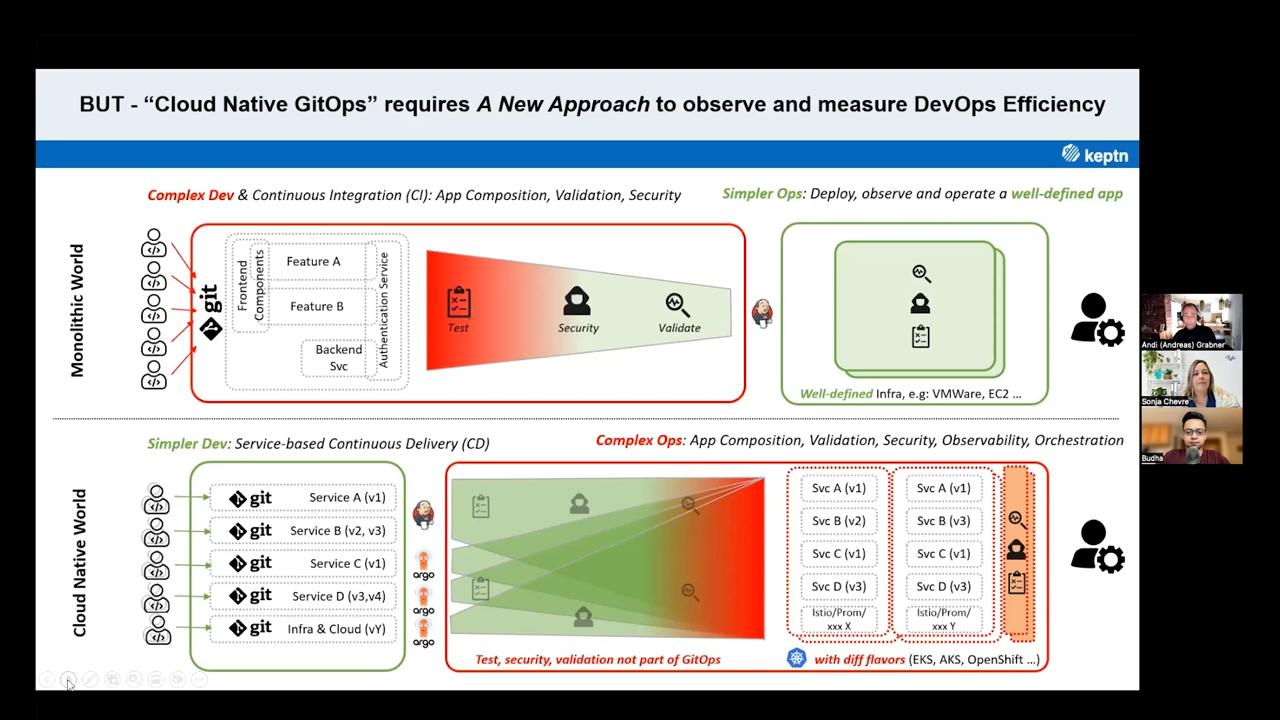 BUT - “Cloud Native GitOps” requires A New Approach to observe and measure DevOps Efficiency
keptn
Complex Dev & Continuous Integration (CI): App Composition, Validation, Security
Simpler Ops: Deploy, observe and operate a well-defined app
Monolithic World
git
Frontend
Components
Feature A
Feature B
Backend
Svc
Authentication Service
Test
Security
Validate
Well-defined Infra, e.g: VMWare, EC2 ...
Simpler Dev: Service-based Continuous Delivery (CD)
Complex Ops: App Composition, Validation, Security, Observability, Orchestration
Cloud Native World
git Service A (v1)
git Service B (v2, v3)
git Service C (v1)
git Service D (v3,v4)
git Infra & Cloud (vY)
argo
argo
argo
Test, security, validation not part of GitOps
Svc A (v1)
Svc B (v2)
Svc C (v1)
Svc D (v3)
Istio/Prom/
xxx X
Svc A (v1)
Svc B (v3)
Svc C (v1)
Svc D (v3)
Istio/Prom/
xxx Y
with diff flavors (EKS, AKS, OpenShift ...)
Andi (Andreas) Grabner
Sonja Chevre
Budha